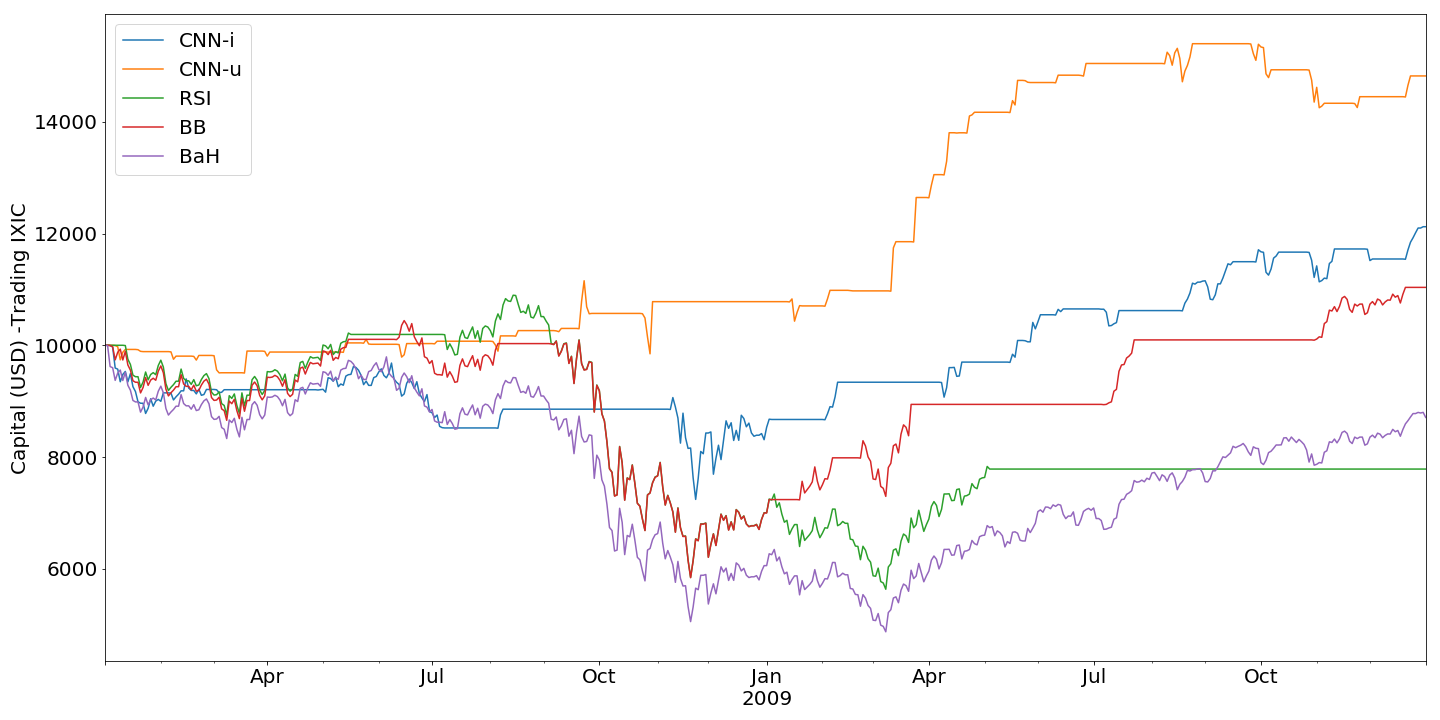 CNN-i
CNN-u
RSI
BB
BaH
Capital (USD) -Trading IXIC
14000
12000
10000
8000
6000
Apr
Jul
Oct
Jan
2009
Apr
Jul
Oct